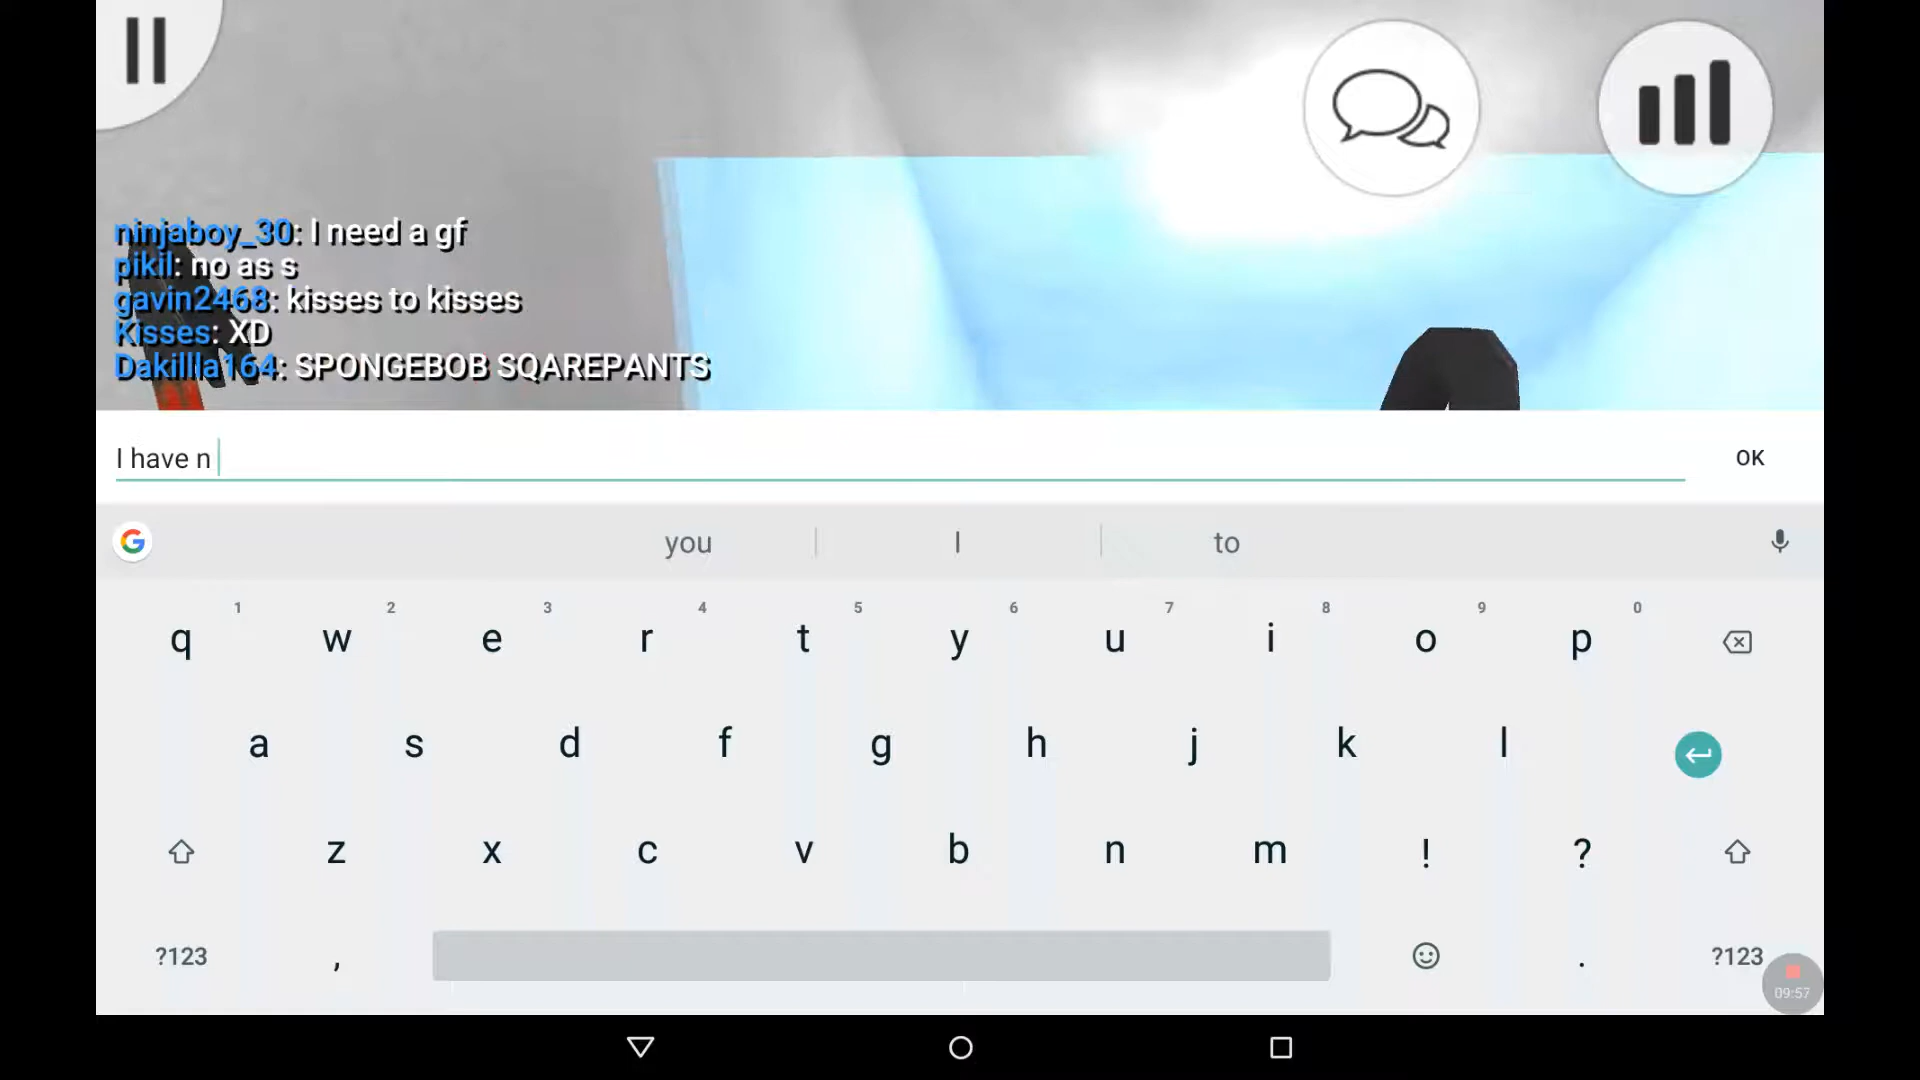 ninjaboy_30: I need a gf
pikil: no as s
gavin2468: kisses to kisses
Kisses: XD
Dakillla164: SPONGEBOB SQAREPANTS
I have n
OK
G you I to
1 2 3 4 5 6 7 8 9 0
q w e r t y u i o p
a s d f g h j k l
z x c v b n m ! ?
?123 , . ?123
09:57